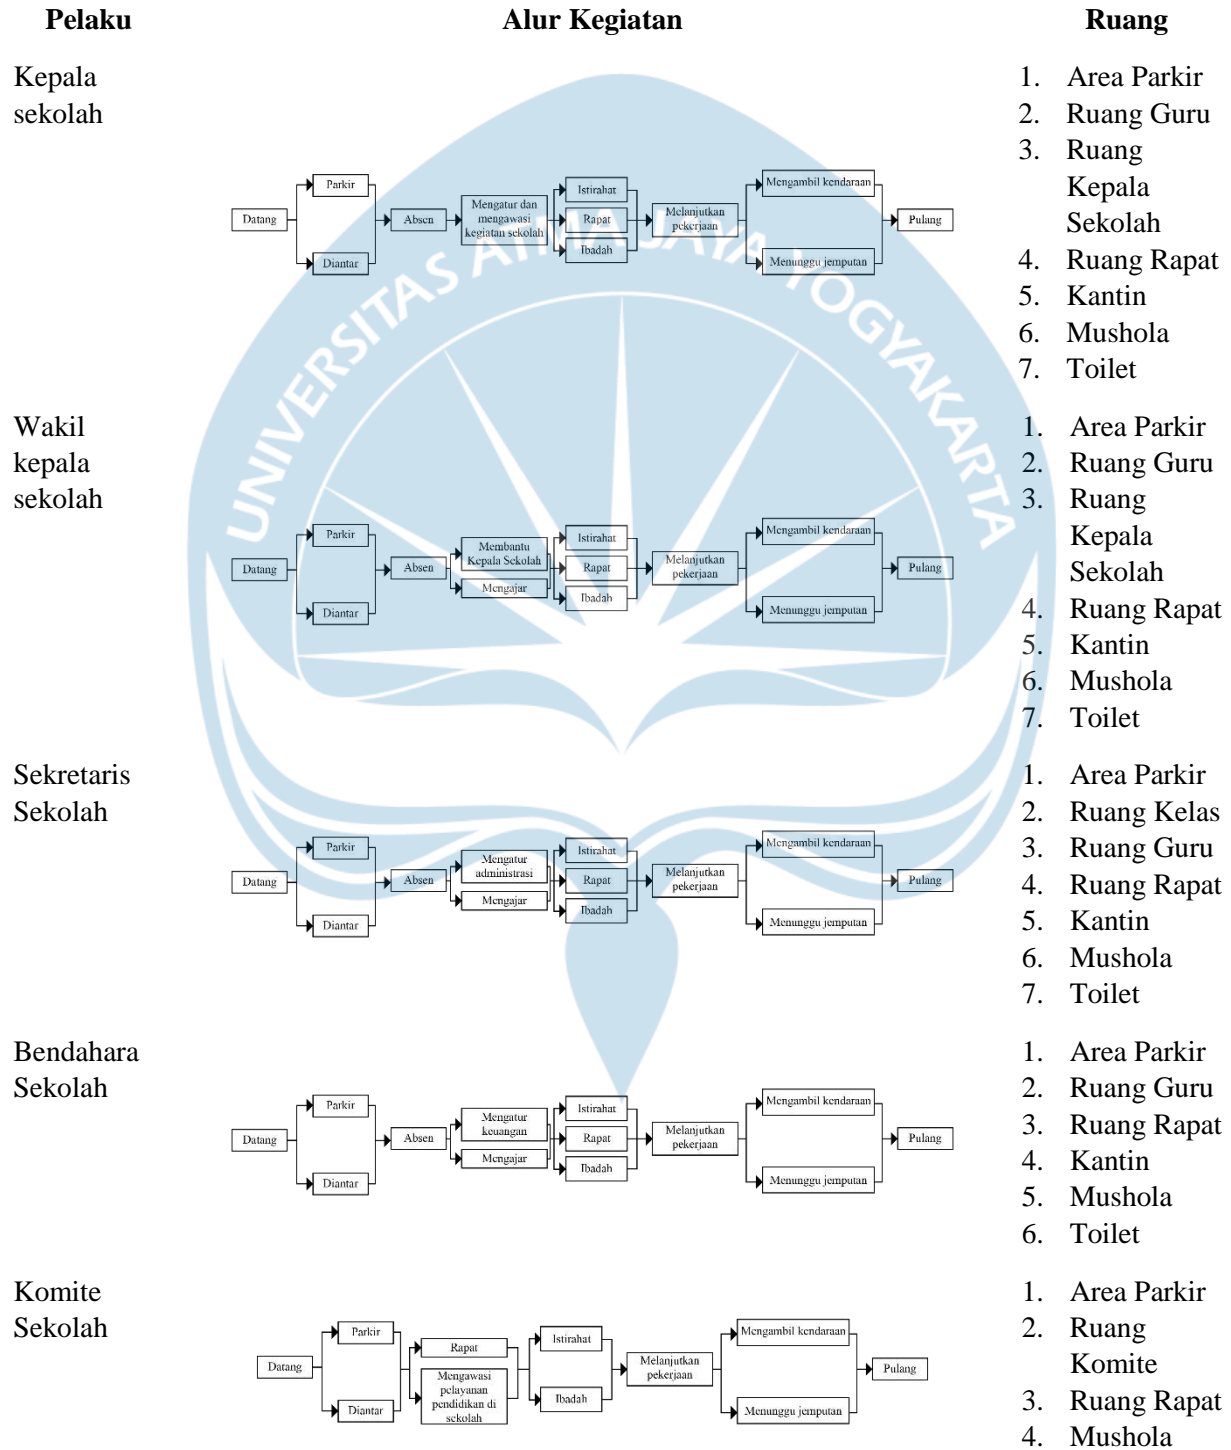 Pelaku Alur Kegiatan Ruang
Kepala
sekolah
Datang
Parkir
Diantar
Absen
Mengatur dan
mengawasi
kegiatan sekolah
Istirahat
Rapat
Ibadah
Melanjutkan
pekerjaan
Mengambil kendaraan
Menunggu jemputan
Pulang
1. Area Parkir
2. Ruang Guru
3. Ruang
Kepala
Sekolah
4. Ruang Rapat
5. Kantin
6. Mushola
7. Toilet
UNIVERSITAS ATMA JAYA YOGYAKARTA
Wakil
kepala
sekolah
Datang
Parkir
Diantar
Absen
Membantu
Kepala Sekolah
Mengajar
Istirahat
Rapat
Ibadah
Melanjutkan
pekerjaan
Mengambil kendaraan
Menunggu jemputan
Pulang
1. Area Parkir
2. Ruang Guru
3. Ruang
Kepala
Sekolah
4. Ruang Rapat
5. Kantin
6. Mushola
7. Toilet
Sekretaris
Sekolah
Datang
Parkir
Diantar
Absen
Mengatur
administrasi
Mengajar
Istirahat
Rapat
Ibadah
Melanjutkan
pekerjaan
Mengambil kendaraan
Menunggu jemputan
Pulang
1. Area Parkir
2. Ruang Kelas
3. Ruang Guru
4. Ruang Rapat
5. Kantin
6. Mushola
7. Toilet
Bendahara
Sekolah
Datang
Parkir
Diantar
Absen
Mengatur
keuangan
Mengajar
Istirahat
Rapat
Ibadah
Melanjutkan
pekerjaan
Mengambil kendaraan
Menunggu jemputan
Pulang
1. Area Parkir
2. Ruang Guru
3. Ruang Rapat
4. Kantin
5. Mushola
6. Toilet
Komite
Sekolah
Datang
Parkir
Diantar
Rapat
Mengawasi
pelayanan
pendidikan di
sekolah
Istirahat
Ibadah
Melanjutkan
pekerjaan
Mengambil kendaraan
Menunggu jemputan
Pulang
1. Area Parkir
2. Ruang
Komite
3. Ruang Rapat
4. Mushola